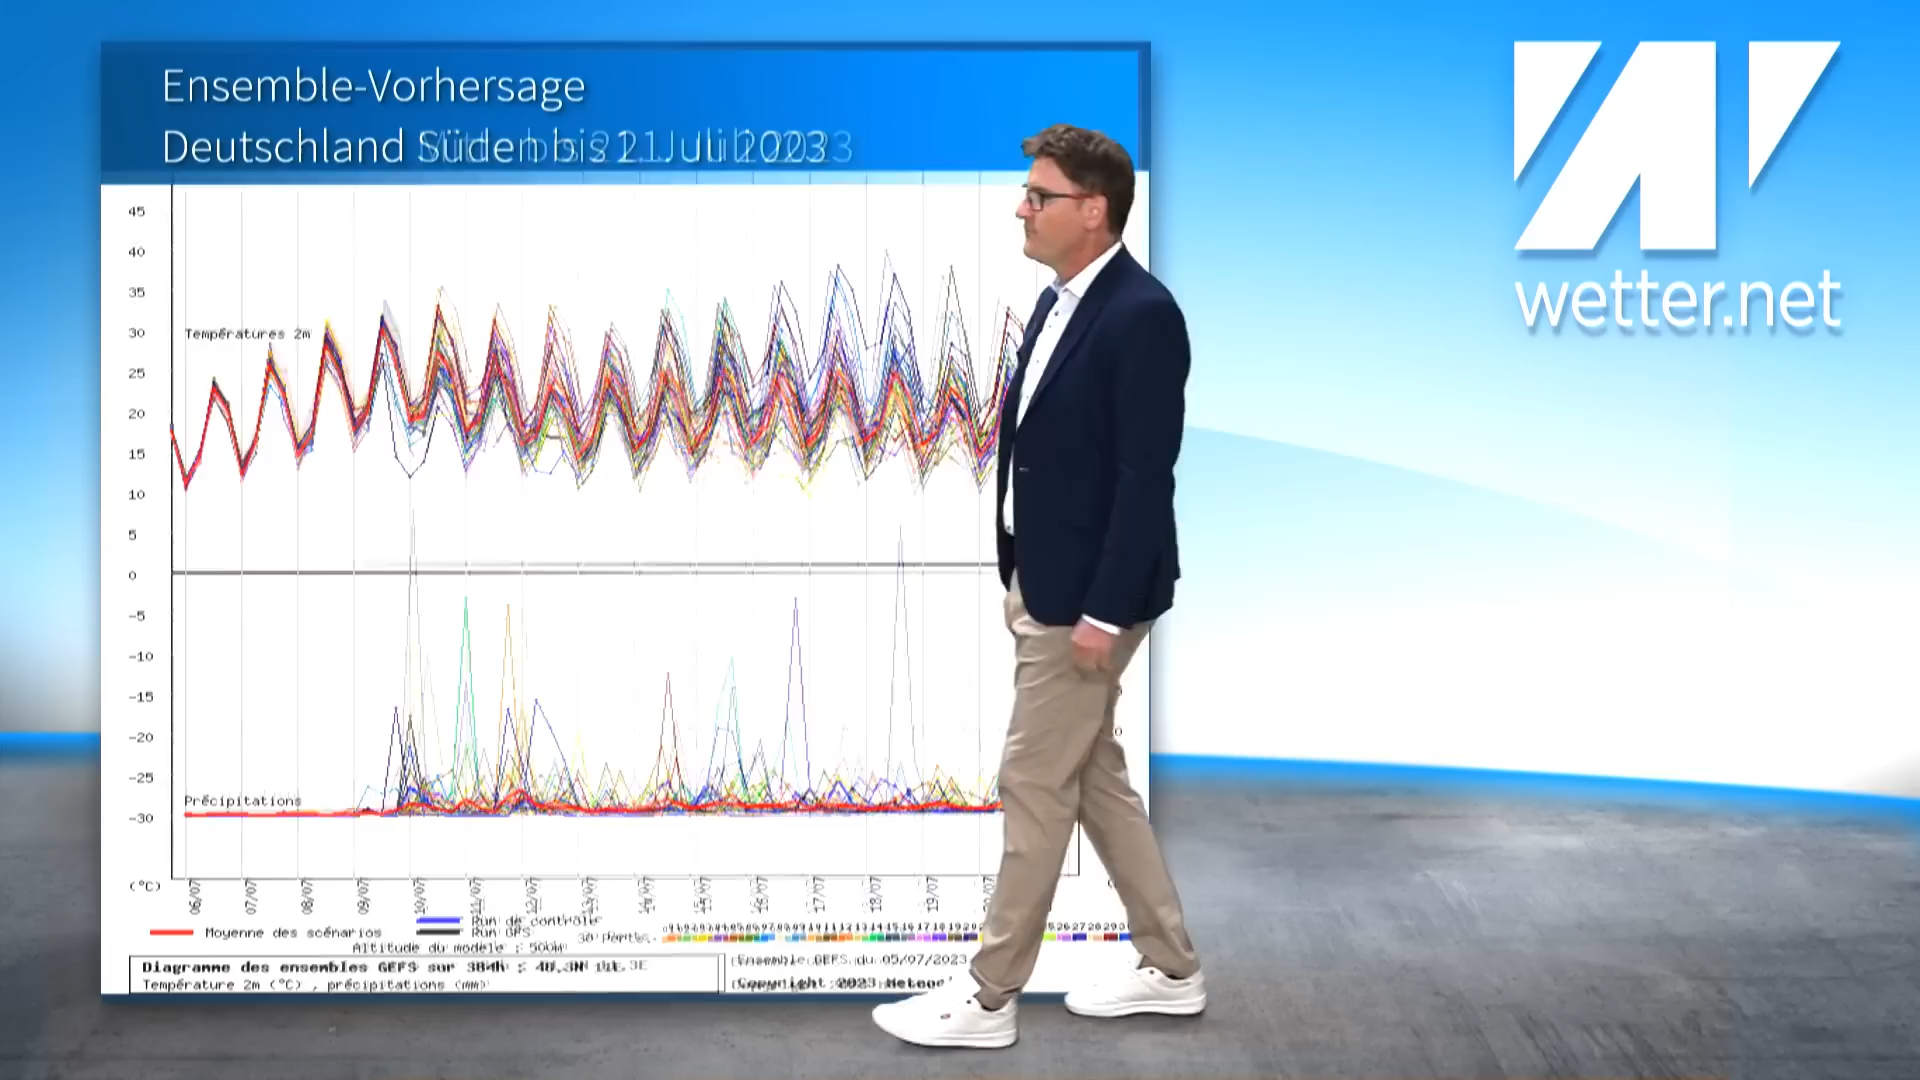 Ensemble-Vorhersage
Deutschland Süden bis 21. Juli 2023
wetter.net
45
40
35
30
Températures 2m
25
20
15
10
5
0
-5
-10
-15
-20
-25
Précipitations
-30
(°C)
06/07
07/07
08/07
09/07
10/07
11/07
12/07
13/07
14/07
15/07
16/07
17/07
18/07
19/07
Moyenne des scénarios
Run de contrôle
Run GFS
Altitude du modèle : 500m
Diagramme des ensembles GEFS sur 384h :
Température 2m (°C) , précipitations (mm)
Ensemble GEFS du 05/07/2023
Copyright 2023